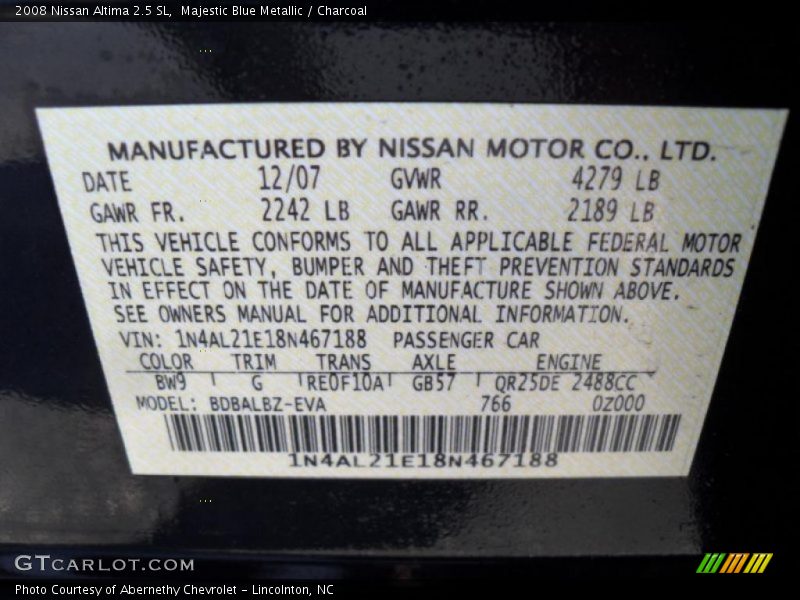 2008 Nissan Altima 2.5 SL,  Majestic Blue Metallic / Charcoal
MANUFACTURED BY NISSAN MOTOR CO., LTD.
DATE 12/07 GVWR 4279 LB
GAWR FR. 2242 LB GAWR RR. 2189 LB
THIS VEHICLE CONFORMS TO ALL APPLICABLE FEDERAL MOTOR
VEHICLE SAFETY, BUMPER AND THEFT PREVENTION STANDARDS
IN EFFECT ON THE DATE OF MANUFACTURE SHOWN ABOVE.
SEE OWNERS MANUAL FOR ADDITIONAL INFORMATION.
VIN: 1N4AL21E18N467188 PASSENGER CAR
COLOR TRIM TRANS AXLE ENGINE
BW9 G RE0F10A GB57 QR25DE 2488CC
MODEL: BDBALBZ-EVA 766 0Z000
1N4AL21E18N467188
GTCARLOT.COM
Photo Courtesy of Abernethy Chevrolet – Lincolnton, NC